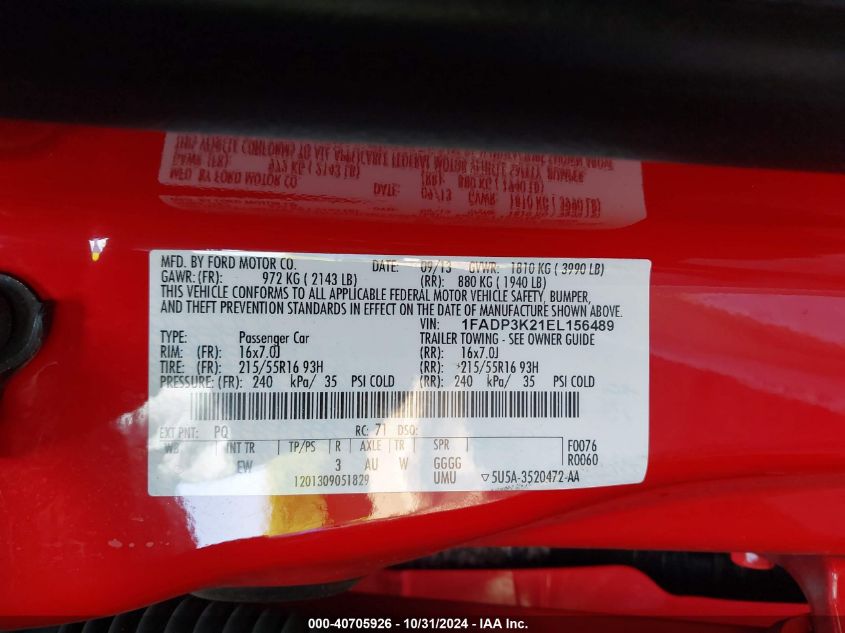 MFD. BY FORD MOTOR CO. DATE: 09/13 GVWR: 1810 KG ( 3990 LB)
GAWR: (FR): 972 KG ( 2143 LB) (RR): 880 KG ( 1940 LB)
THIS VEHICLE CONFORMS TO ALL APPLICABLE FEDERAL MOTOR VEHICLE SAFETY, BUMPER,
AND THEFT PREVENTION STANDARDS IN EFFECT ON THE DATE OF MANUFACTURE SHOWN ABOVE.
VIN: 1FADP3K21EL156489
TYPE: Passenger Car TRAILER TOWING - SEE OWNER GUIDE
RIM: (FR): 16x7.0J (RR): 16x7.0J
TIRE: (FR): 215/55R16 93H (RR): 215/55R16 93H
PRESSURE: (FR): 240 kPa/ 35 PSI COLD (RR): 240 kPa/ 35 PSI COLD
EXT PNT: PQ RC: 71 DSO:
WB INT TR TP/PS R AXLE TR SPR F0076
EW 3 AU W GGGG R0060
1201309051829 UMU ▽5U5A-3520472-AA
000-40705926 - 10/31/2024 - IAA Inc.